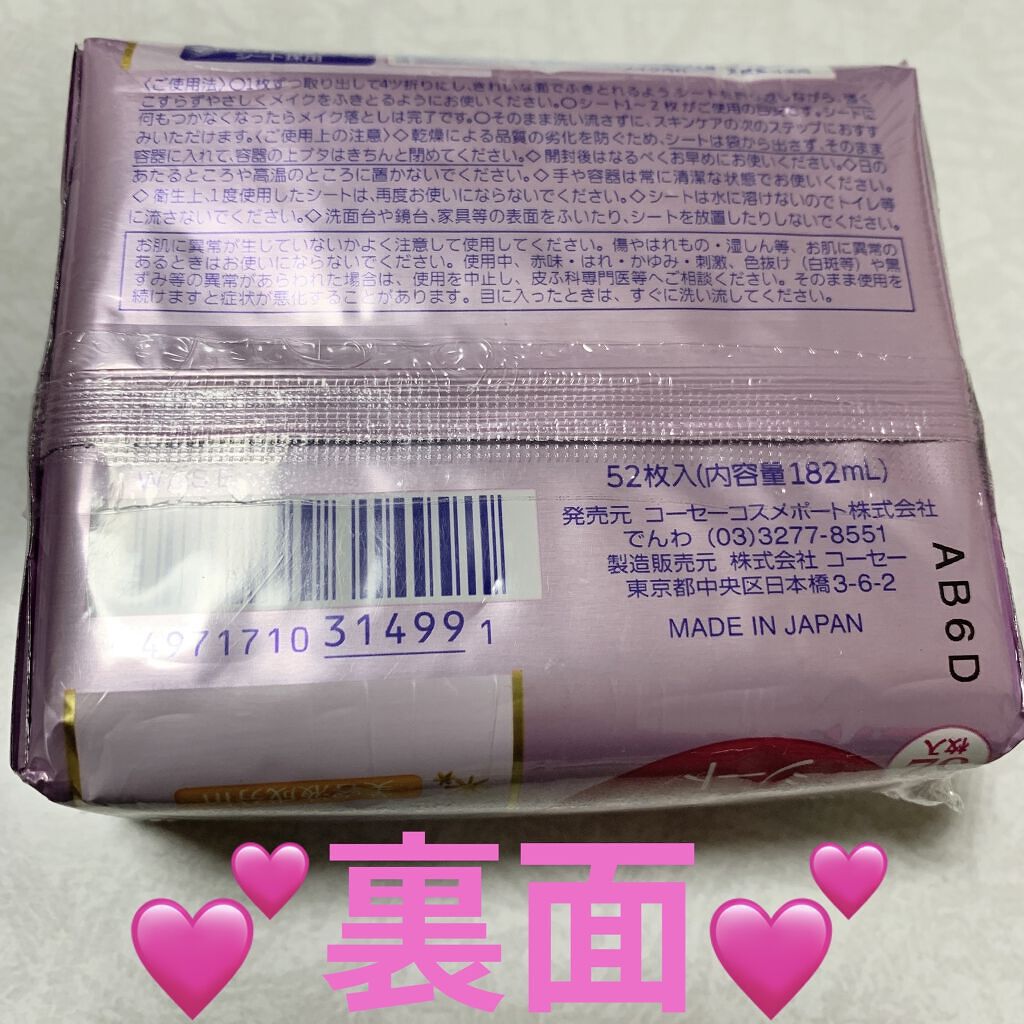 シート採用
〈ご使用法〉○1枚ずつ取り出して4ツ折りにし、きれいな面でふきとれるよう
こすらずやさしくメイクをふきとるようにお使いください。○シート1～2枚がご使用の目安です。シートに
何もつかなくなったらメイク落としは完了です。○そのまま洗い流さずに、スキンケアの次のステップにおすす
みいただけます。〈ご使用上の注意〉◇乾燥による品質の劣化を防ぐため、シートは袋から出さず、そのまま
容器に入れて、容器の上ブタはきちんと閉めてください。◇開封後はなるべくお早めにお使いください。◇日の
あたるところや高温のところに置かないでください。◇手や容器は常に清潔な状態でお使いください。
◇衛生上、1度使用したシートは、再度お使いにならないでください。◇シートは水に溶けないのでトイレ等
に流さないでください。◇洗面台や鏡台、家具等の表面をふいたり、シートを放置したりしないでください。
お肌に異常が生じていないかよく注意して使用してください。傷やはれもの・湿しん等、お肌に異常の
あるときはお使いにならないでください。使用中、赤味・はれ・かゆみ・刺激、色抜け（白斑等）や黒
ずみ等の異常があらわれた場合は、使用を中止し、皮ふ科専門医等へご相談ください。そのまま使用を
続けますと症状が悪化することがあります。目に入ったときは、すぐに洗い流してください。
52枚入(内容量182mL)
発売元 コーセーコスメポート株式会社
でんわ (03)3277-8551
製造販売元 株式会社 コーセー
東京都中央区日本橋3-6-2
MADE IN JAPAN
AB6D
4971710 314991
シート
52枚入
美容液成分in
裏面